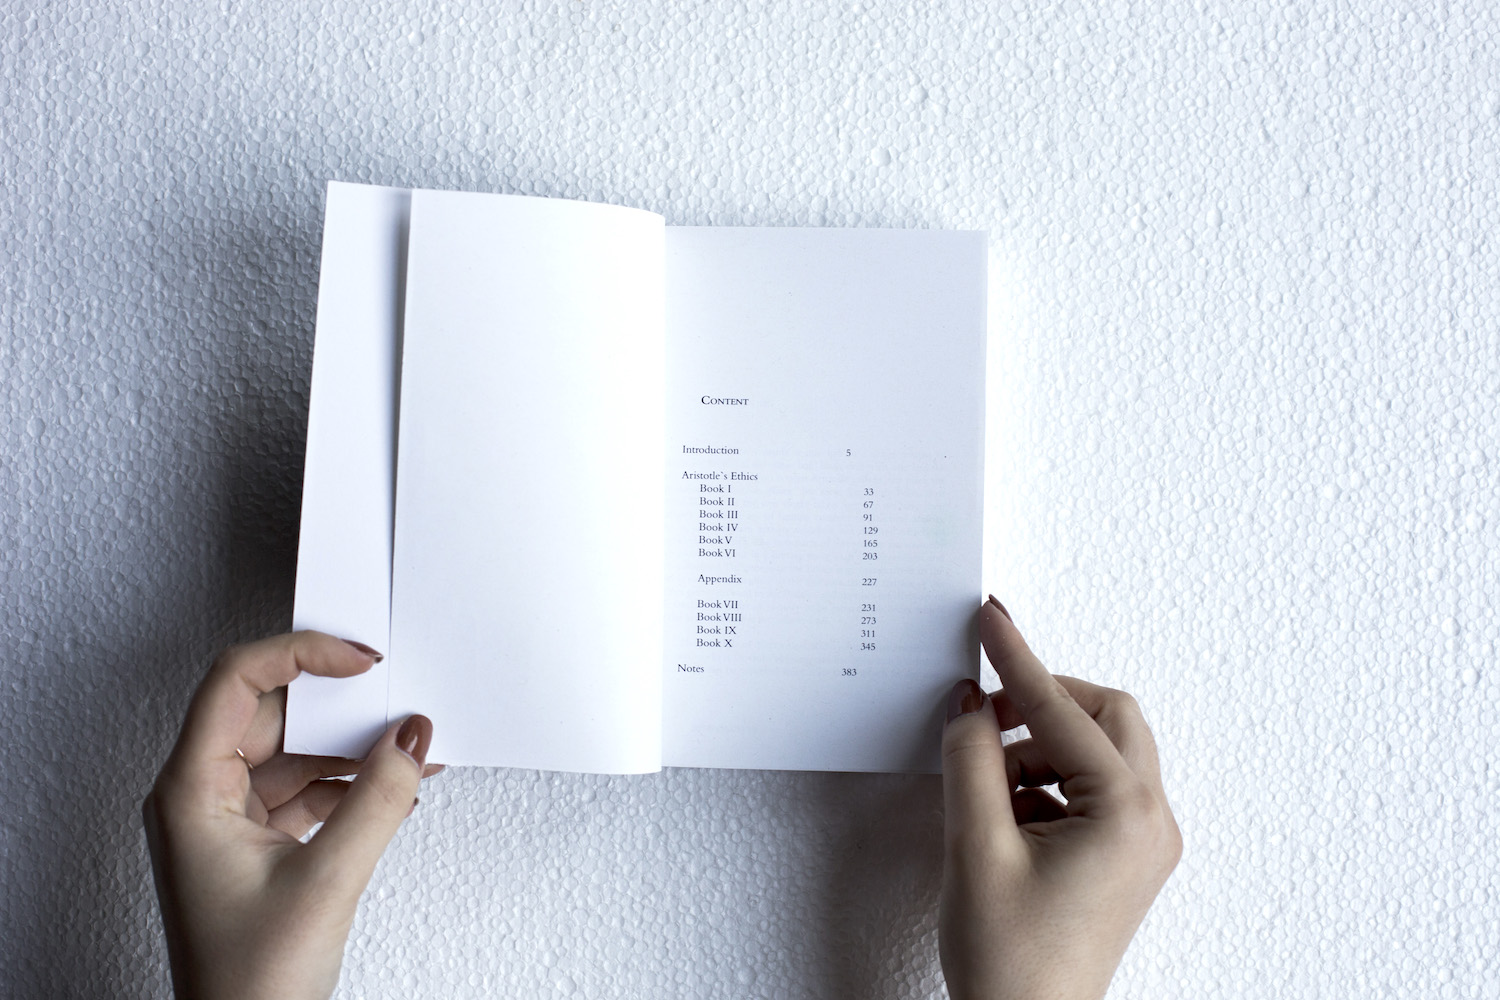 CONTENT
Introduction 5
Aristotle`s Ethics
Book I 33
Book II 67
Book III 91
Book IV 129
Book V 165
Book VI 203
Appendix 227
Book VII 231
Book VIII 273
Book IX 311
Book X 345
Notes 383